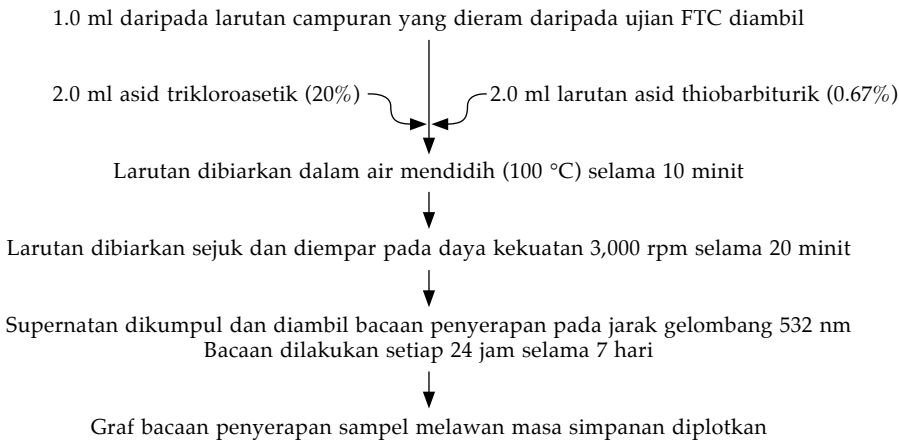 1.0 ml daripada larutan campuran yang dieram daripada ujian FTC diambil
2.0 ml asid trikloroasetik (20%)
2.0 ml larutan asid thiobarbiturik (0.67%)
Larutan dibiarkan dalam air mendidih (100 °C) selama 10 minit
Larutan dibiarkan sejuk dan diempar pada daya kekuatan 3,000 rpm selama 20 minit
Supernatan dikumpul dan diambil bacaan penyerapan pada jarak gelombang 532 nm
Bacaan dilakukan setiap 24 jam selama 7 hari
Graf bacaan penyerapan sampel melawan masa simpanan diplotkan